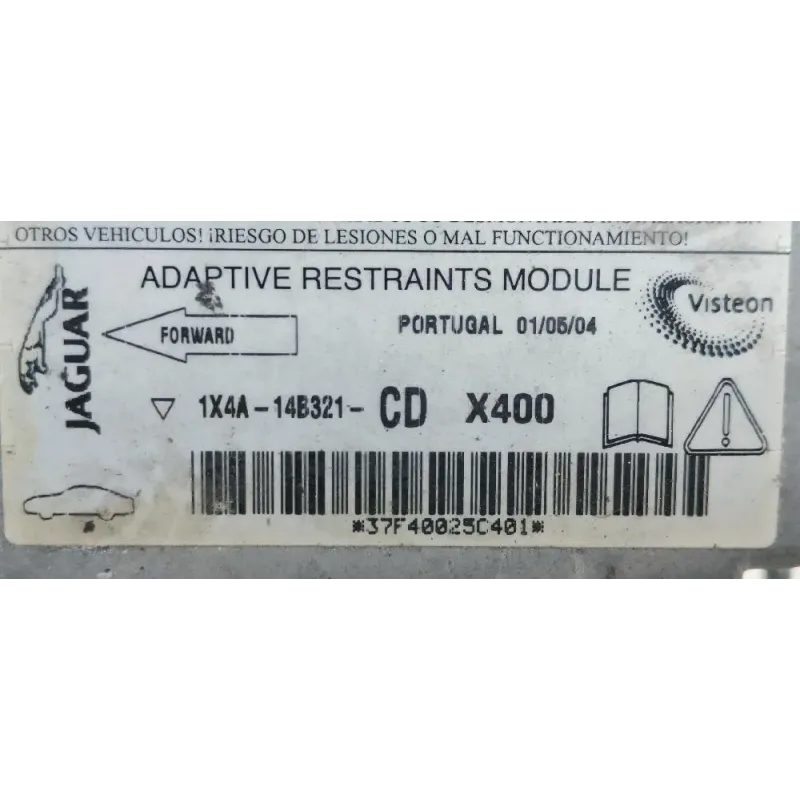 OTROS VEHICULOS! ¡RIESGO DE LESIONES O MAL FUNCTIONAMIENTO!
ADAPTIVE RESTRAINTS MODULE
Visteon
JAGUAR
FORWARD
PORTUGAL 01/05/04
1X4A-14B321- CD X400
*37F40025C401*